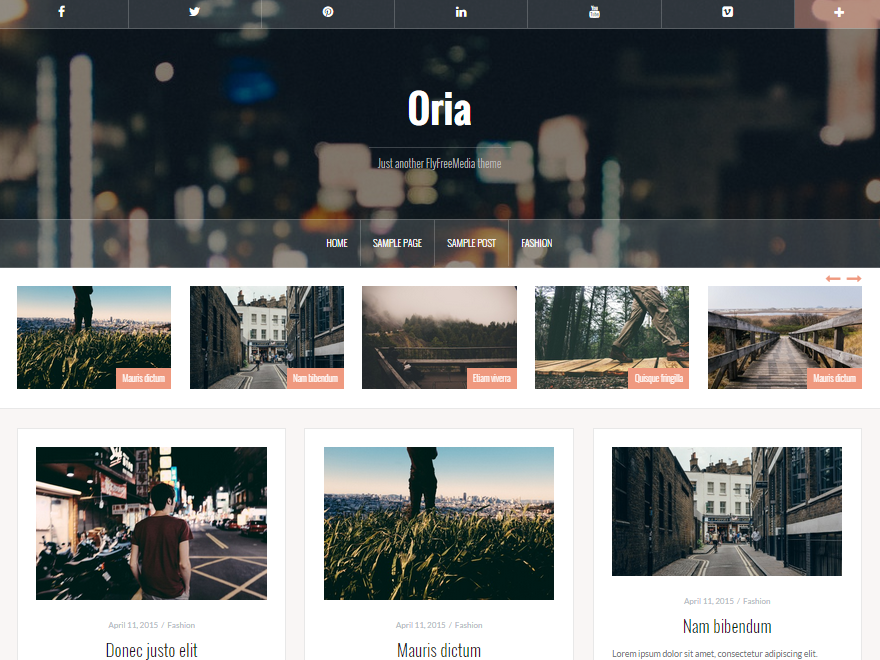 Oria
Just another FlyFreeMedia theme
HOME
SAMPLE PAGE
SAMPLE POST
FASHION
Mauris dictum
Nam bibendum
Etiam viverra
Quisque fringilla
Mauris dictum
April 11, 2015 / Fashion
Donec justo elit
April 11, 2015 / Fashion
Mauris dictum
April 11, 2015 / Fashion
Nam bibendum
Lorem ipsum dolor sit amet, consectetur adipiscing elit.